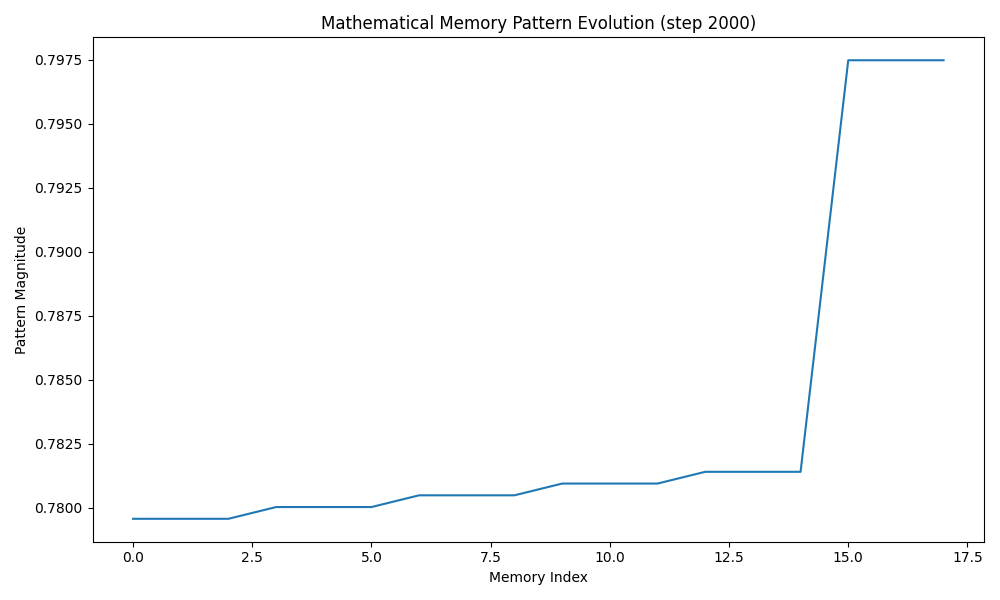 Mathematical Memory Pattern Evolution (step 2000)
Pattern Magnitude
0.7975
0.7950
0.7925
0.7900
0.7875
0.7850
0.7825
0.7800
0.0 2.5 5.0 7.5 10.0 12.5 15.0 17.5
Memory Index